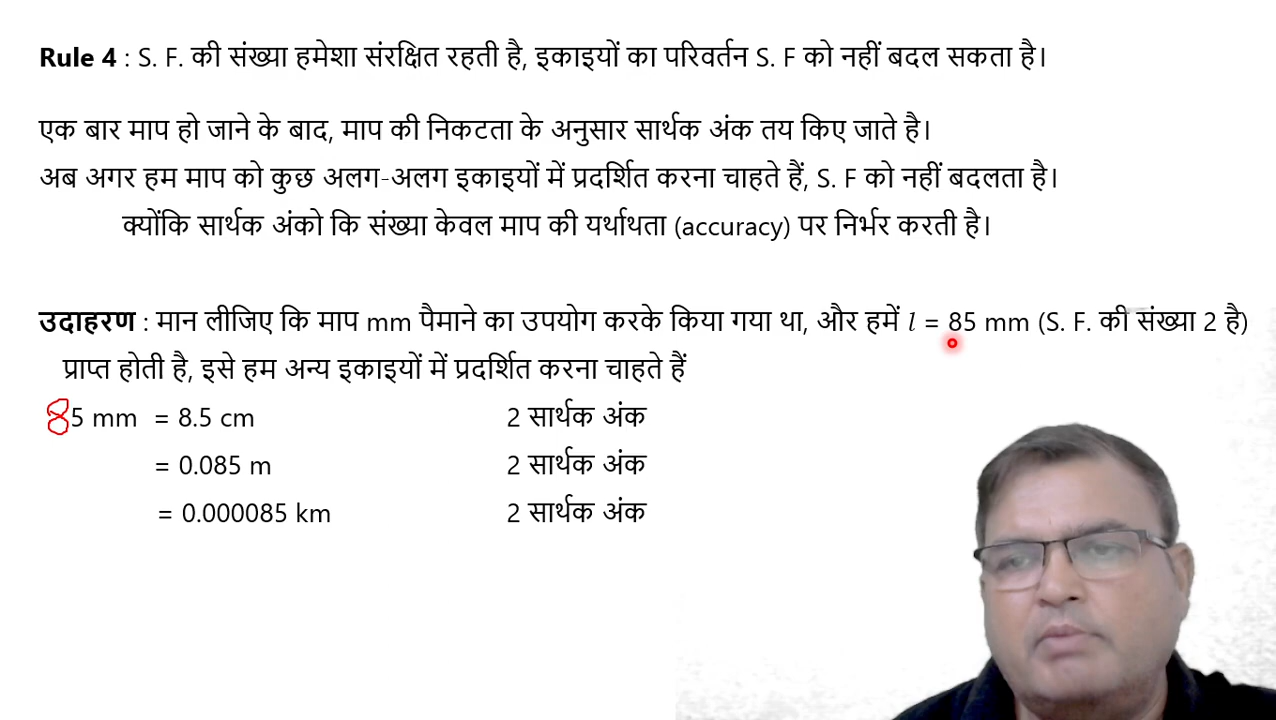 Rule 4 : S. F. की संख्या हमेशा संरक्षित रहती है, इकाइयों का परिवर्तन S. F को नहीं बदल सकता है।
एक बार माप हो जाने के बाद, माप की निकटता के अनुसार सार्थक अंक तय किए जाते है।
अब अगर हम माप को कुछ अलग-अलग इकाइयों में प्रदर्शित करना चाहते हैं, S. F को नहीं बदलता है।
क्योंकि सार्थक अंको कि संख्या केवल माप की यर्थाथता (accuracy) पर निर्भर करती है।
उदाहरण : मान लीजिए कि माप mm पैमाने का उपयोग करके किया गया था, और हमें l = 85 mm (S. F. की संख्या 2 है)
प्राप्त होती है, इसे हम अन्य इकाइयों में प्रदर्शित करना चाहते हैं
85 mm = 8.5 cm 2 सार्थक अंक
= 0.085 m 2 सार्थक अंक
= 0.000085 km 2 सार्थक अंक